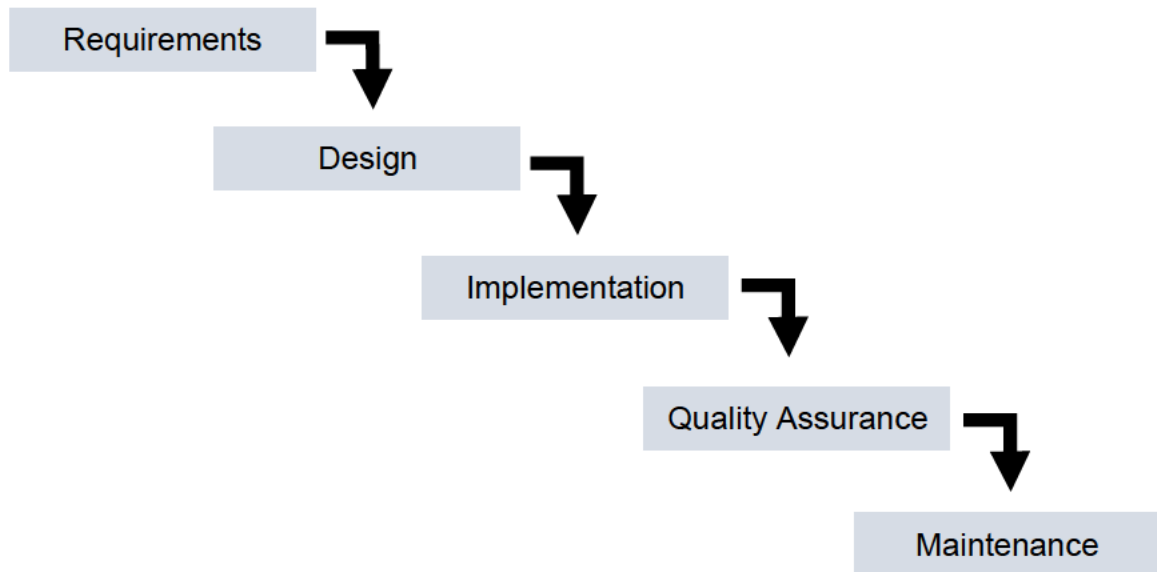 Requirements
Design
Implementation
Quality Assurance
Maintenance